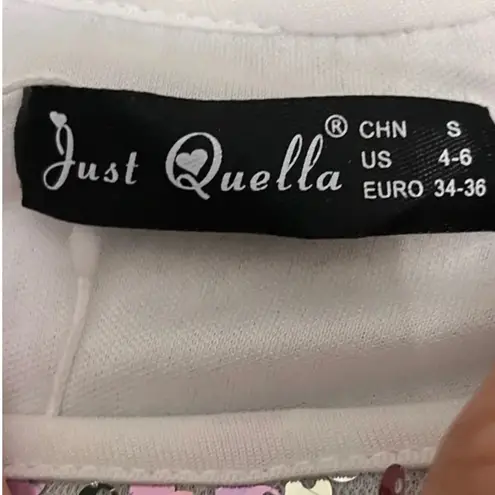 Just Quella®
CHN S
US 4-6
EURO 34-36